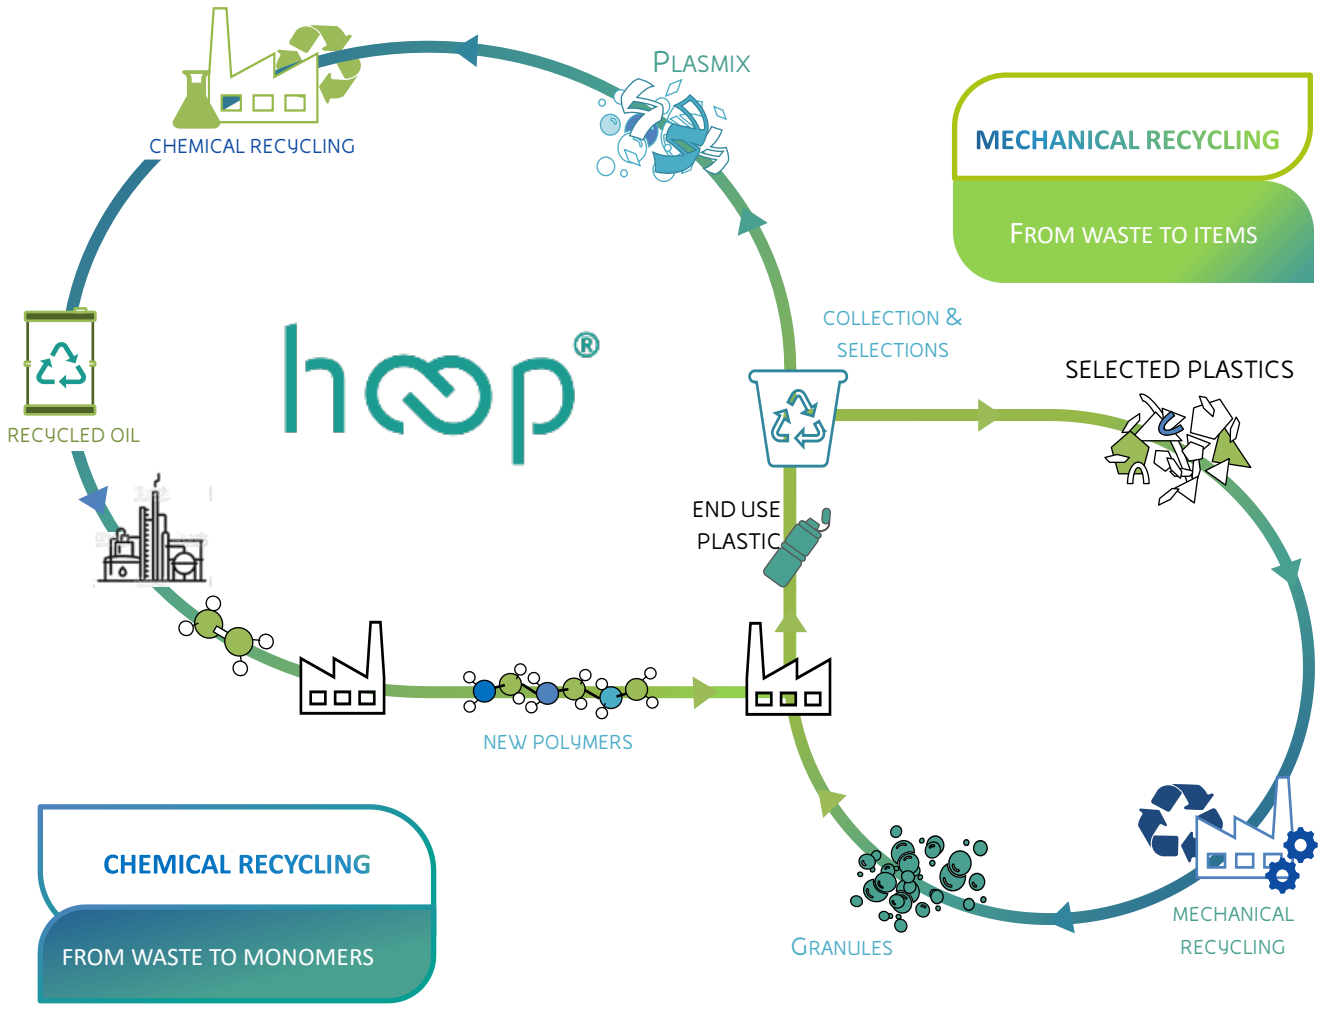 PLASMIX
CHEMICAL RECYCLING
MECHANICAL RECYCLING
FROM WASTE TO ITEMS
COLLECTION &
SELECTIONS
hoop®
SELECTED PLASTICS
RECYCLED OIL
END USE
PLASTIC
NEW POLYMERS
CHEMICAL RECYCLING
FROM WASTE TO MONOMERS
GRANULES
MECHANICAL
RECYCLING